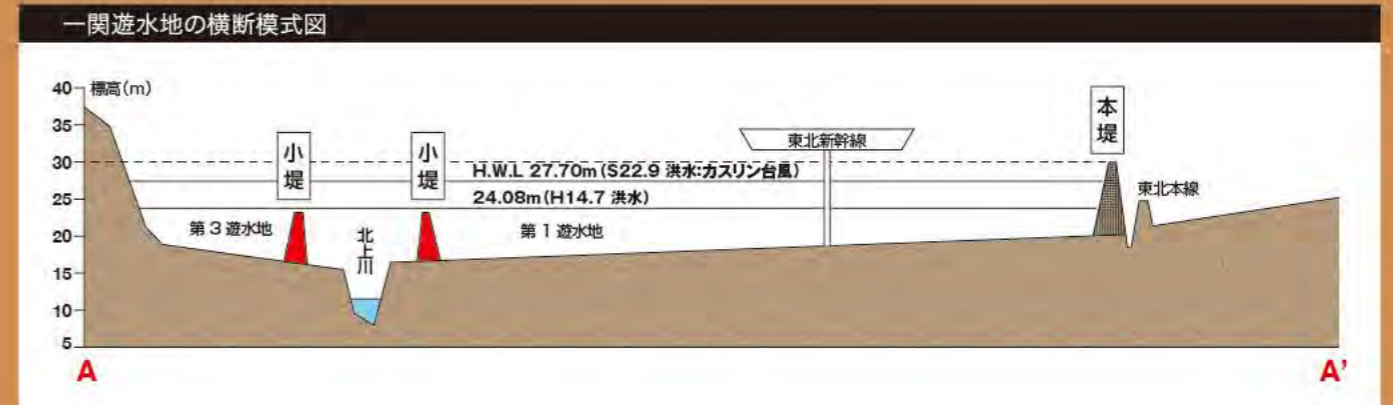 一関遊水地の横断模式図
40
標高(m)
35
30
25
20
15
10
5
小堤
小堤
本堤
東北新幹線
H.W.L 27.70m(S22.9 洪水:カスリン台風)
24.08m(H14.7 洪水)
東北本線
第3遊水地
北上川
第1遊水地
A
A’